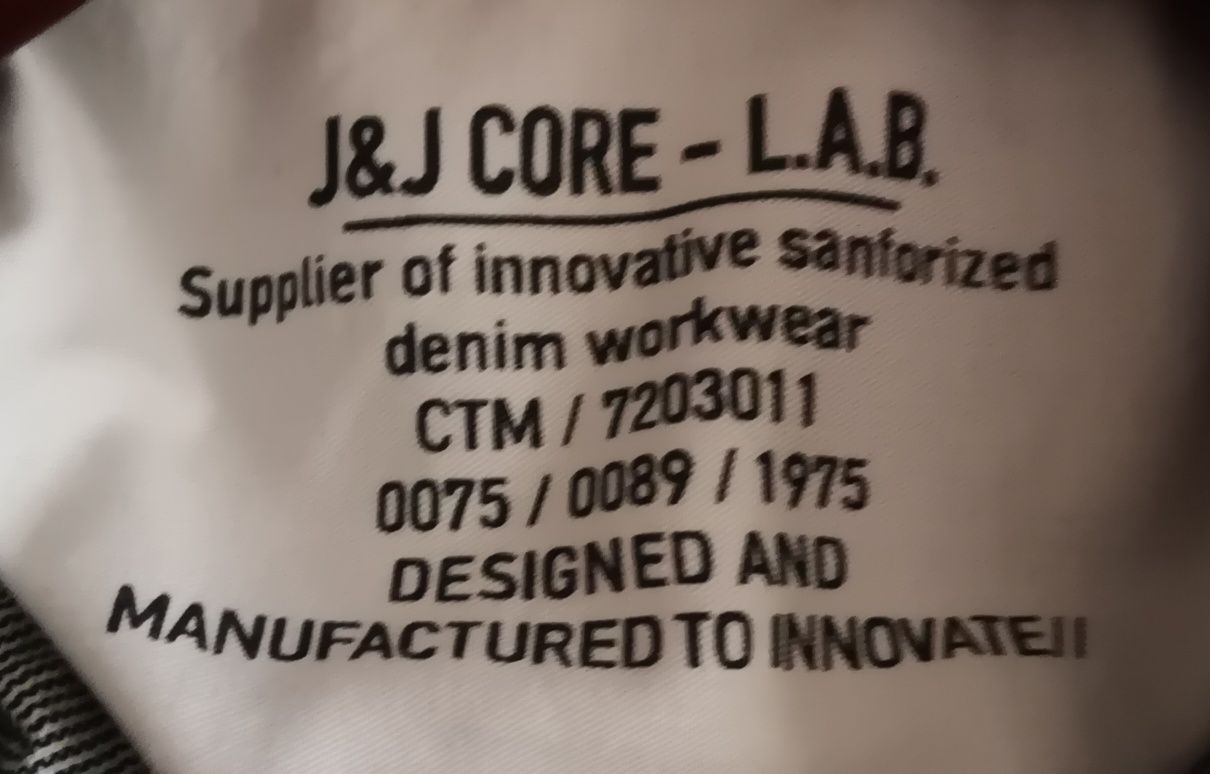 J&J CORE - L.A.B.
Supplier of innovative sanforized
denim workwear
CTM / 7203011
0075 / 0089 / 1975
DESIGNED AND
MANUFACTURED TO INNOVATE//